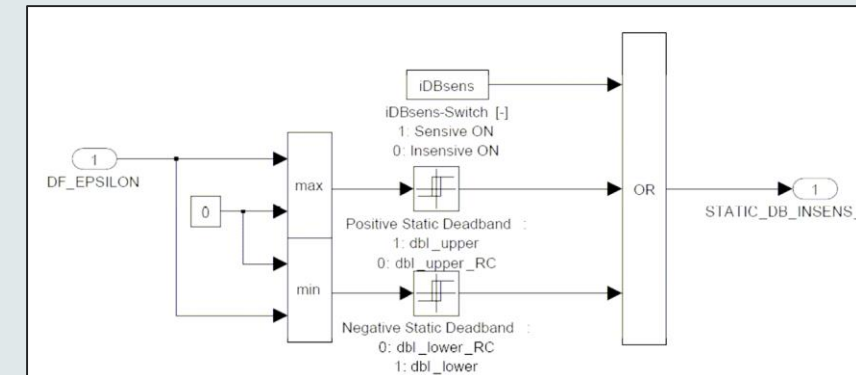 iDBsens
iDBsens-Switch [-]
1: Sensive ON
0: Insensive ON
1
DF_EPSILON
0
max
min
Positive Static Deadband :
1: dbl_upper
0: dbl_upper_RC
Negative Static Deadband :
0: dbl_lower_RC
1: dbl_lower
OR
1
STATIC_DB_INSENS_